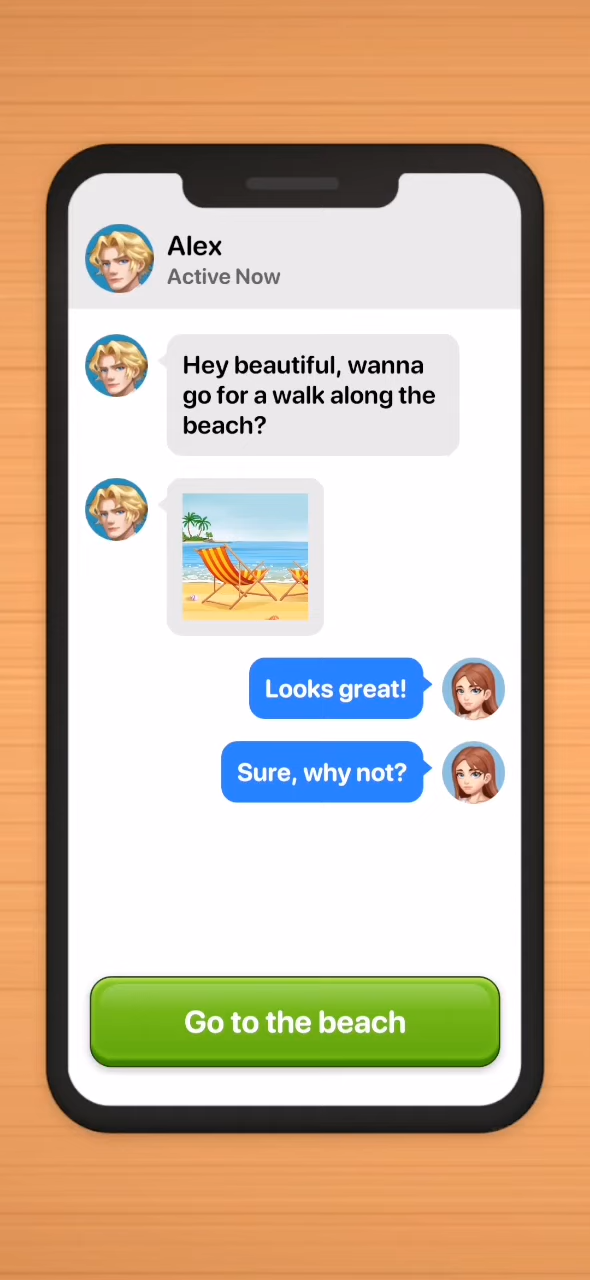 Alex
Active Now
Hey beautiful, wanna
go for a walk along the
beach?
Looks great!
Sure, why not?
Go to the beach